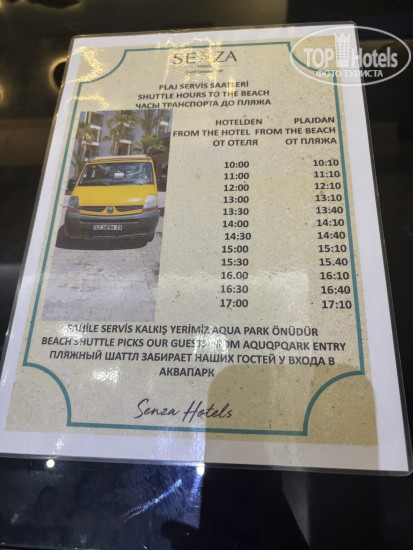 TOP Hotels
ФОТО ТУРИСТА
SENZA
PLAJ SERVİS SAATLERİ
SHUTTLE HOURS TO THE BEACH
ЧАСЫ ТРАНСПОРТА ДО ПЛЯЖА
HOTELDEN PLAJDAN
FROM THE HOTEL FROM THE BEACH
ОТ ОТЕЛЯ ОТ ПЛЯЖА
10:00 10:10
11:00 11:10
12:00 12:10
13:00 13:10
13:30 13:40
14:00 14:10
14:30 14:40
15:00 15:10
15:30 15.40
16.00 16:10
16:30 16:40
17:00 17:10
SAHİLE SERVİS KALKIŞ YERİMİZ AQUA PARK ÖNÜDÜR
BEACH SHUTTLE PICKS OUR GUESTS FROM AQUQPQARK ENTRY
ПЛЯЖНЫЙ ШАТТЛ ЗАБИРАЕТ НАШИХ ГОСТЕЙ У ВХОДА В
АКВАПАРК
Senza Hotels